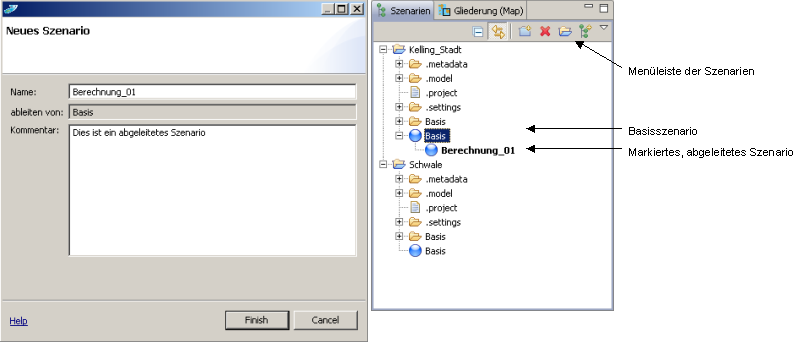 Neues Szenario
Name:
Berechnung_01
ableiten von:
Basis
Kommentar:
Dies ist ein abgeleitetes Szenario
Help
Finish
Cancel
Szenarien
Gliederung (Map)
Kelling_Stadt
.metadata
.model
.project
.settings
Basis
Basis
Berechnung_01
Schwale
.metadata
.model
.project
.settings
Basis
Basis
Menüleiste der Szenarien
Basisszenario
Markiertes, abgeleitetes Szenario